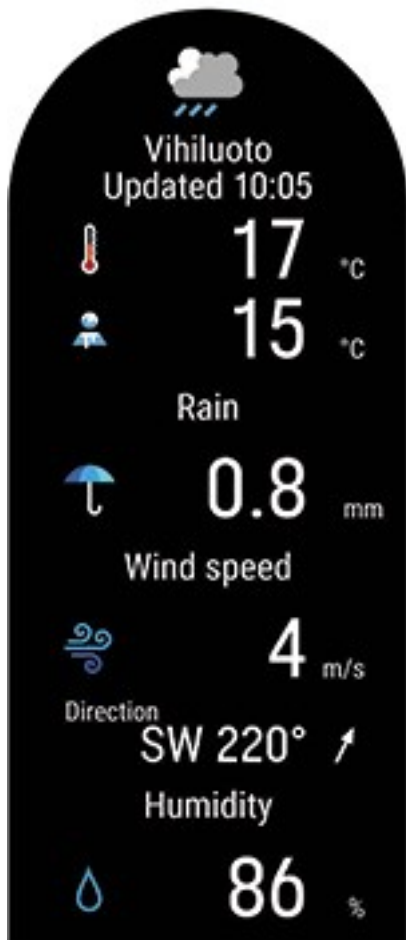 Vihiluoto
Updated 10:05
17 °C
15 °C
Rain
0.8 mm
Wind speed
4 m/s
Direction
SW 220°
Humidity
86 %